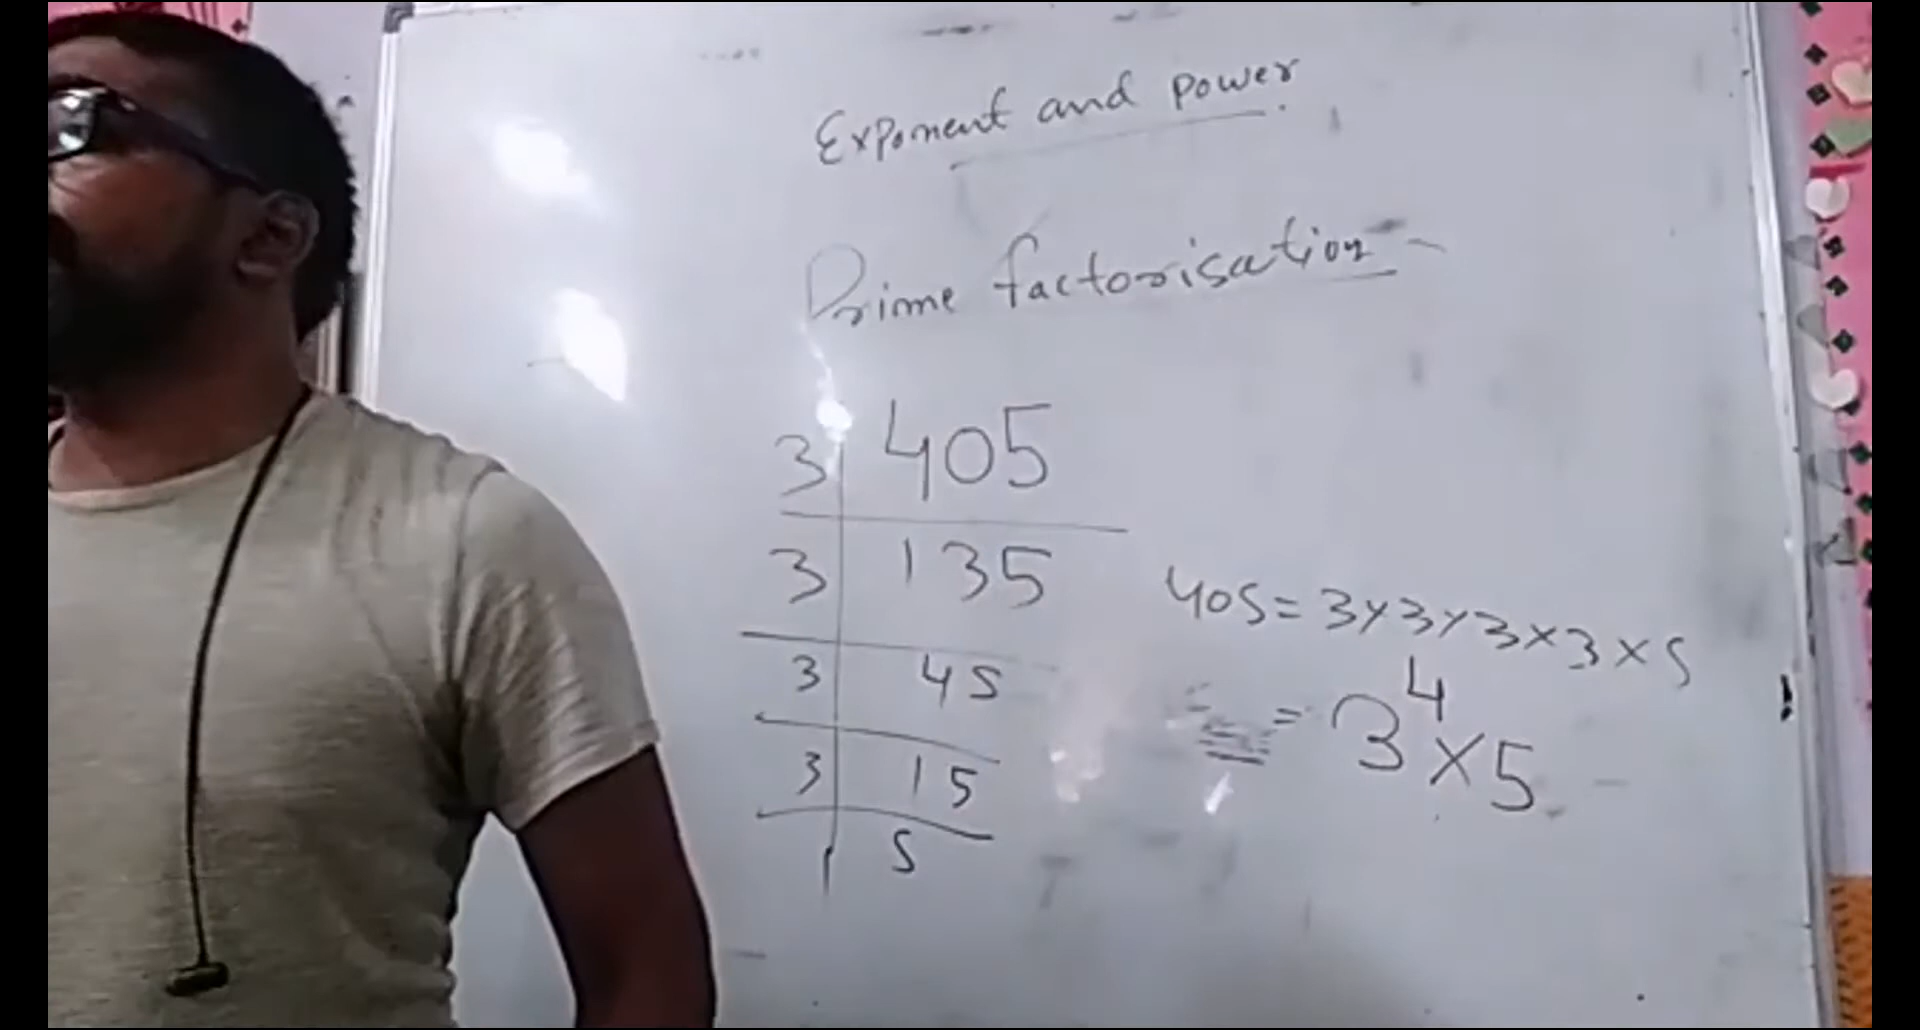 Exponent and power
Prime factorisation
3 405
3 135
3 45
3 15
5
405 = 3×3×3×3×5
= 3⁴×5